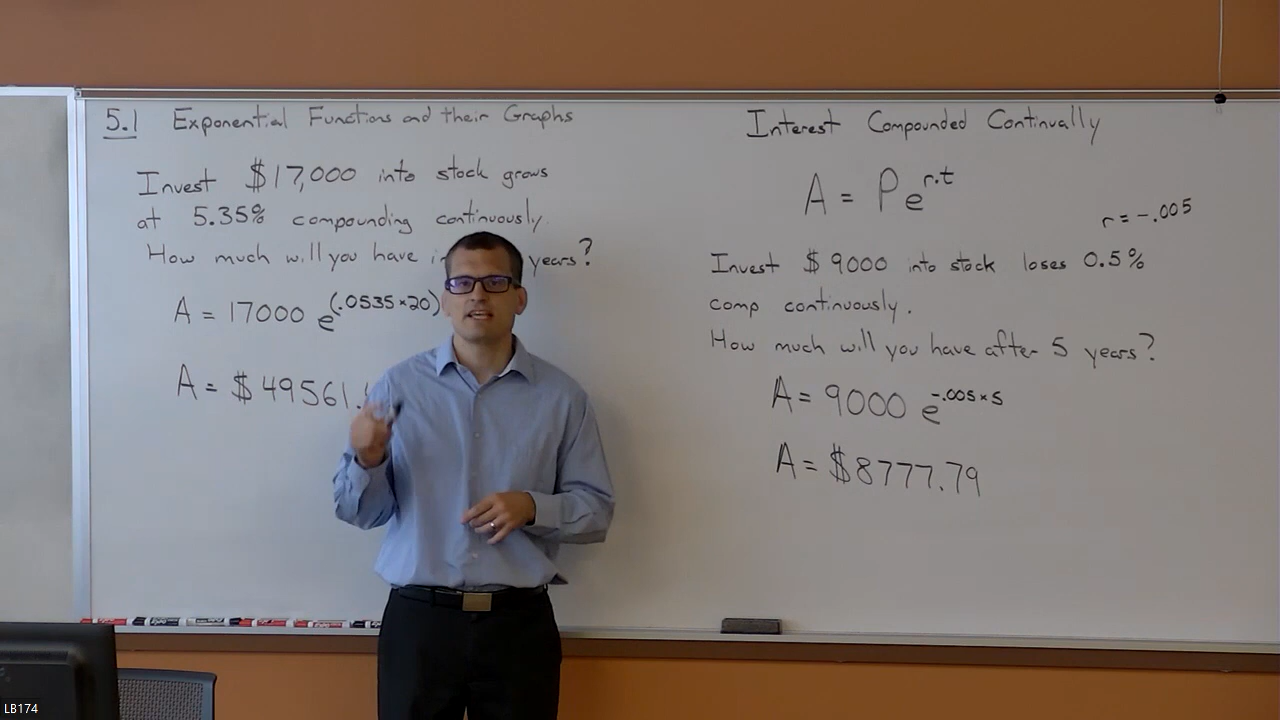 5.1 Exponential Functions and their Graphs
Invest $17,000 into stock grows
at 5.35% compounding continuously.
How much will you have years?
A = 17000 e^(.0535×20)
A = $49561.
Interest Compounded Continually
A = Pe^r.t
r = -.005
Invest $9000 into stock loses 0.5%
comp continuously.
How much will you have after 5 years?
A = 9000 e^-.005×5
A = $8777.79
LB174